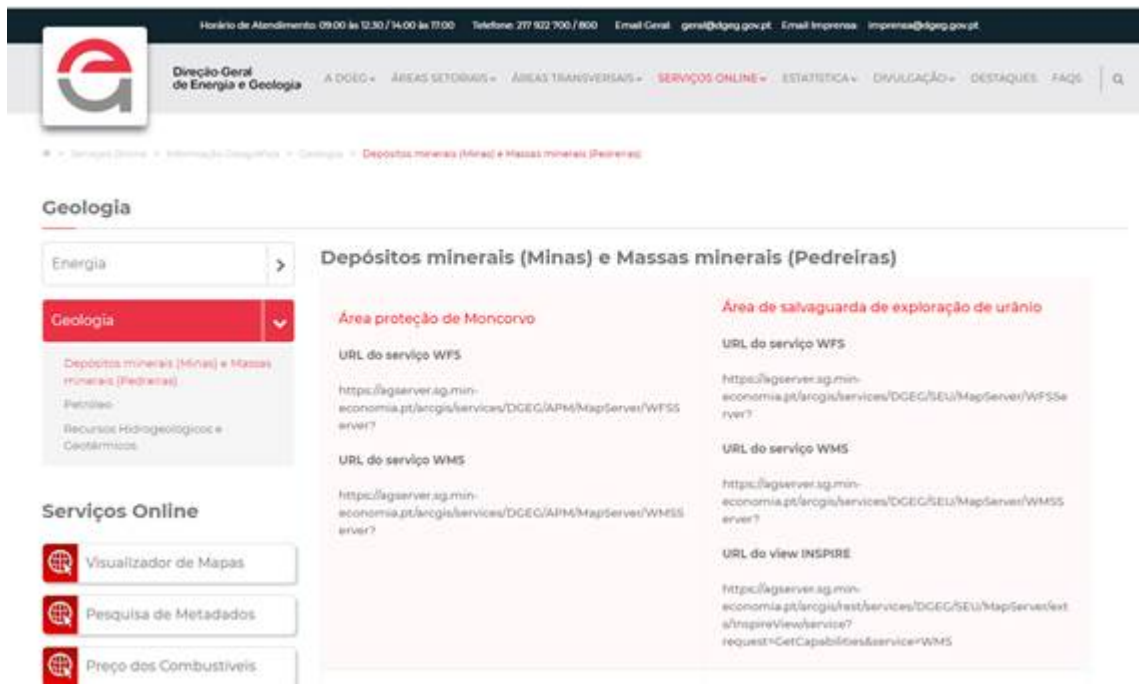 Horário de Atendimento: 09:00 às 12:30 / 14:00 às 17:00 Telefone: 217 922 700 / 800 Email Geral: geral@dgeg.gov.pt Email Imprensa: imprensa@dgeg.gov.pt
Direção-Geral
de Energia e Geologia
A DGEG ÁREAS SETORIAIS ÁREAS TRANSVERSAIS SERVIÇOS ONLINE ESTATÍSTICA DIVULGAÇÃO DESTAQUES FAQS
> Serviços Online > Informação Geográfica > Geologia > Depósitos minerais (Minas) e Massas minerais (Pedreiras)
Geologia
Energia
Geologia
Depósitos minerais (Minas) e Massas
minerais (Pedreiras)
Petróleo
Recursos Hidrogeológicos e
Geotérmicos
Serviços Online
Visualizador de Mapas
Pesquisa de Metadados
Preço dos Combustíveis
Depósitos minerais (Minas) e Massas minerais (Pedreiras)
Área proteção de Moncorvo
URL do serviço WFS
https://agserver.sg.min-
economia.pt/arcgis/services/DGEG/APM/MapServer/WFSS
erver?
URL do serviço WMS
https://agserver.sg.min-
economia.pt/arcgis/services/DGEG/APM/MapServer/WMSS
erver?
Área de salvaguarda de exploração de urânio
URL do serviço WFS
https://agserver.sg.min-
economia.pt/arcgis/services/DGEG/SEU/MapServer/WFSSe
rver?
URL do serviço WMS
https://agserver.sg.min-
economia.pt/arcgis/services/DGEG/SEU/MapServer/WMSS
erver?
URL do view INSPIRE
https://agserver.sg.min-
economia.pt/arcgis/rest/services/DGEG/SEU/MapServer/ext
s/InspireView/service?
request=GetCapabilities&service=WMS